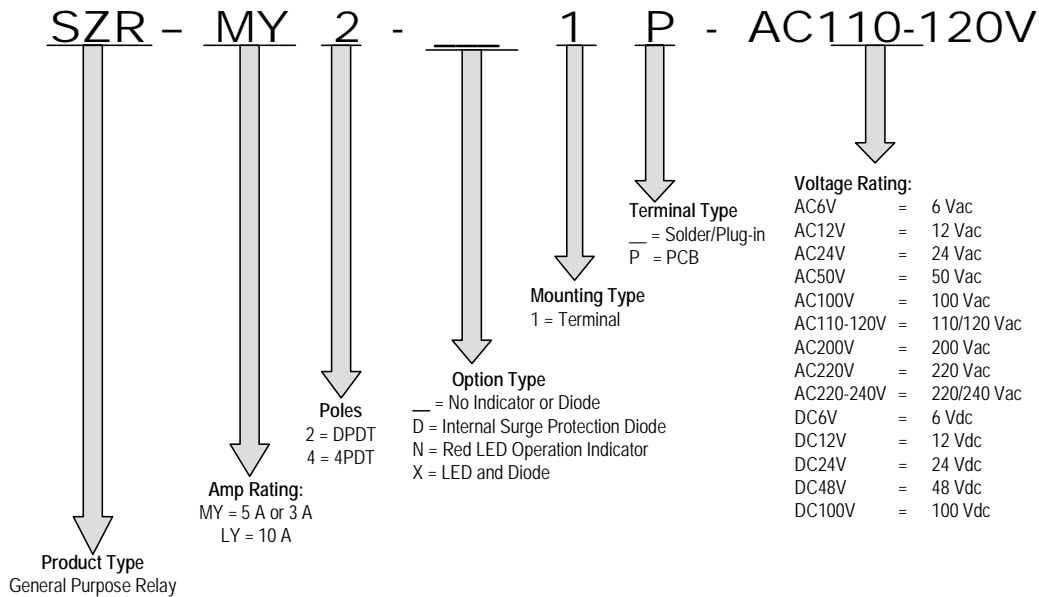 SZR – MY 2 - __ 1 P - AC110-120V
Voltage Rating:
AC6V = 6 Vac
AC12V = 12 Vac
AC24V = 24 Vac
AC50V = 50 Vac
AC100V = 100 Vac
AC110-120V = 110/120 Vac
AC200V = 200 Vac
AC220V = 220 Vac
AC220-240V = 220/240 Vac
DC6V = 6 Vdc
DC12V = 12 Vdc
DC24V = 24 Vdc
DC48V = 48 Vdc
DC100V = 100 Vdc
Terminal Type
__ = Solder/Plug-in
P = PCB
Mounting Type
1 = Terminal
Option Type
__ = No Indicator or Diode
D = Internal Surge Protection Diode
N = Red LED Operation Indicator
X = LED and Diode
Poles
2 = DPDT
4 = 4PDT
Amp Rating:
MY = 5 A or 3 A
LY = 10 A
Product Type
General Purpose Relay